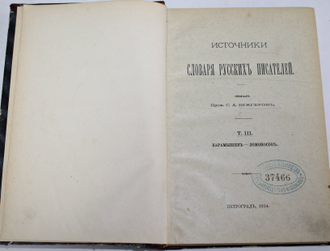 ИСТОЧНИКИ
СЛОВАРЯ РУССКИХЪ ПИСАТЕЛЕЙ.
Проф. С. А. ВЕНГЕРОВЪ.
Т. III.
КАРАМЫШЕВЪ—ЛОМОНОСОВЪ.
37466
ПЕТРОГРАДЪ, 1914.